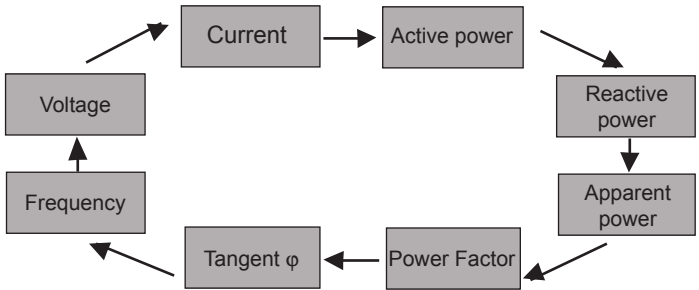 Current
Active power
Voltage
Reactive
power
Frequency
Apparent
power
Tangent φ
Power Factor